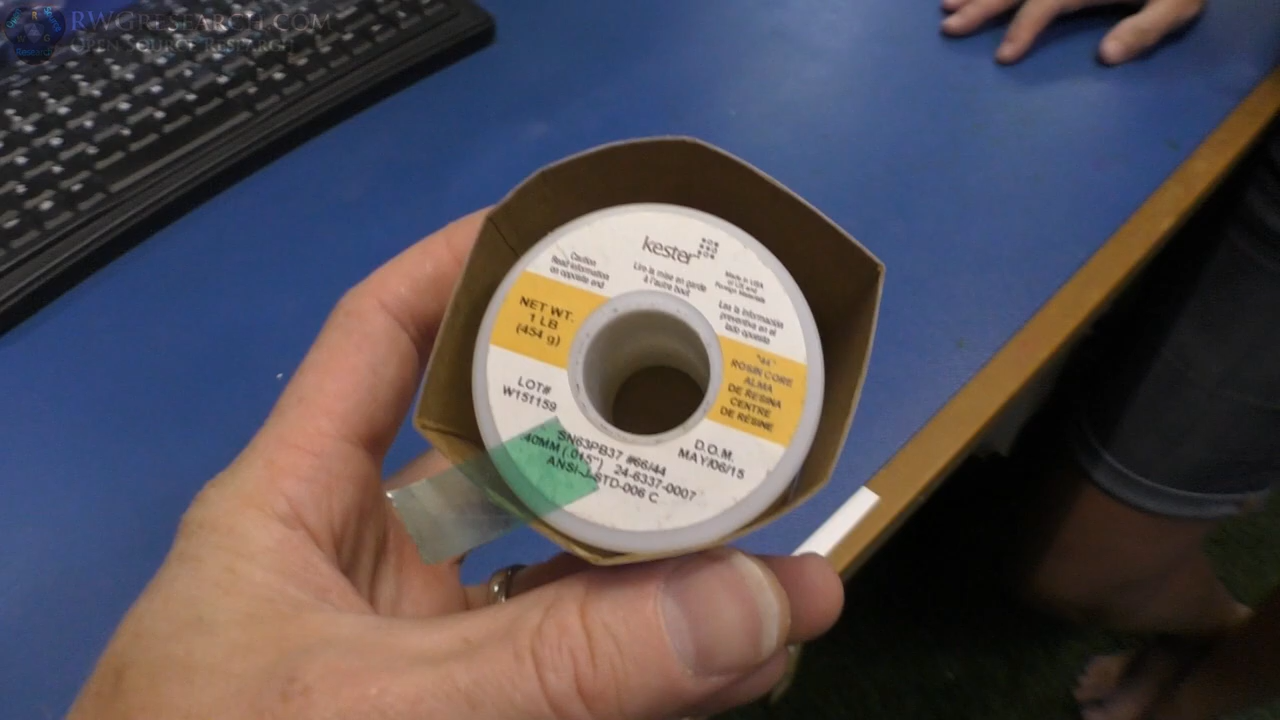 RWGresearch.com
Open Source Research
kester
Caution
Read information
on opposite end
Lire la mise en garde
à l'autre bout
Made in USA
of US and
Foreign Materials
Lea la información
preventiva en el
lado opuesto
NET WT.
1 LB
(454 g)
"44"
ROSIN CORE
ALMA
DE RESINA
CENTRE
DE RÉSINE
LOT#
W151159
D.O.M.
MAY/06/15
SN63PB37 #66/44
.40MM (.015") 24-6337-0007
ANSI-J-STD-006 C